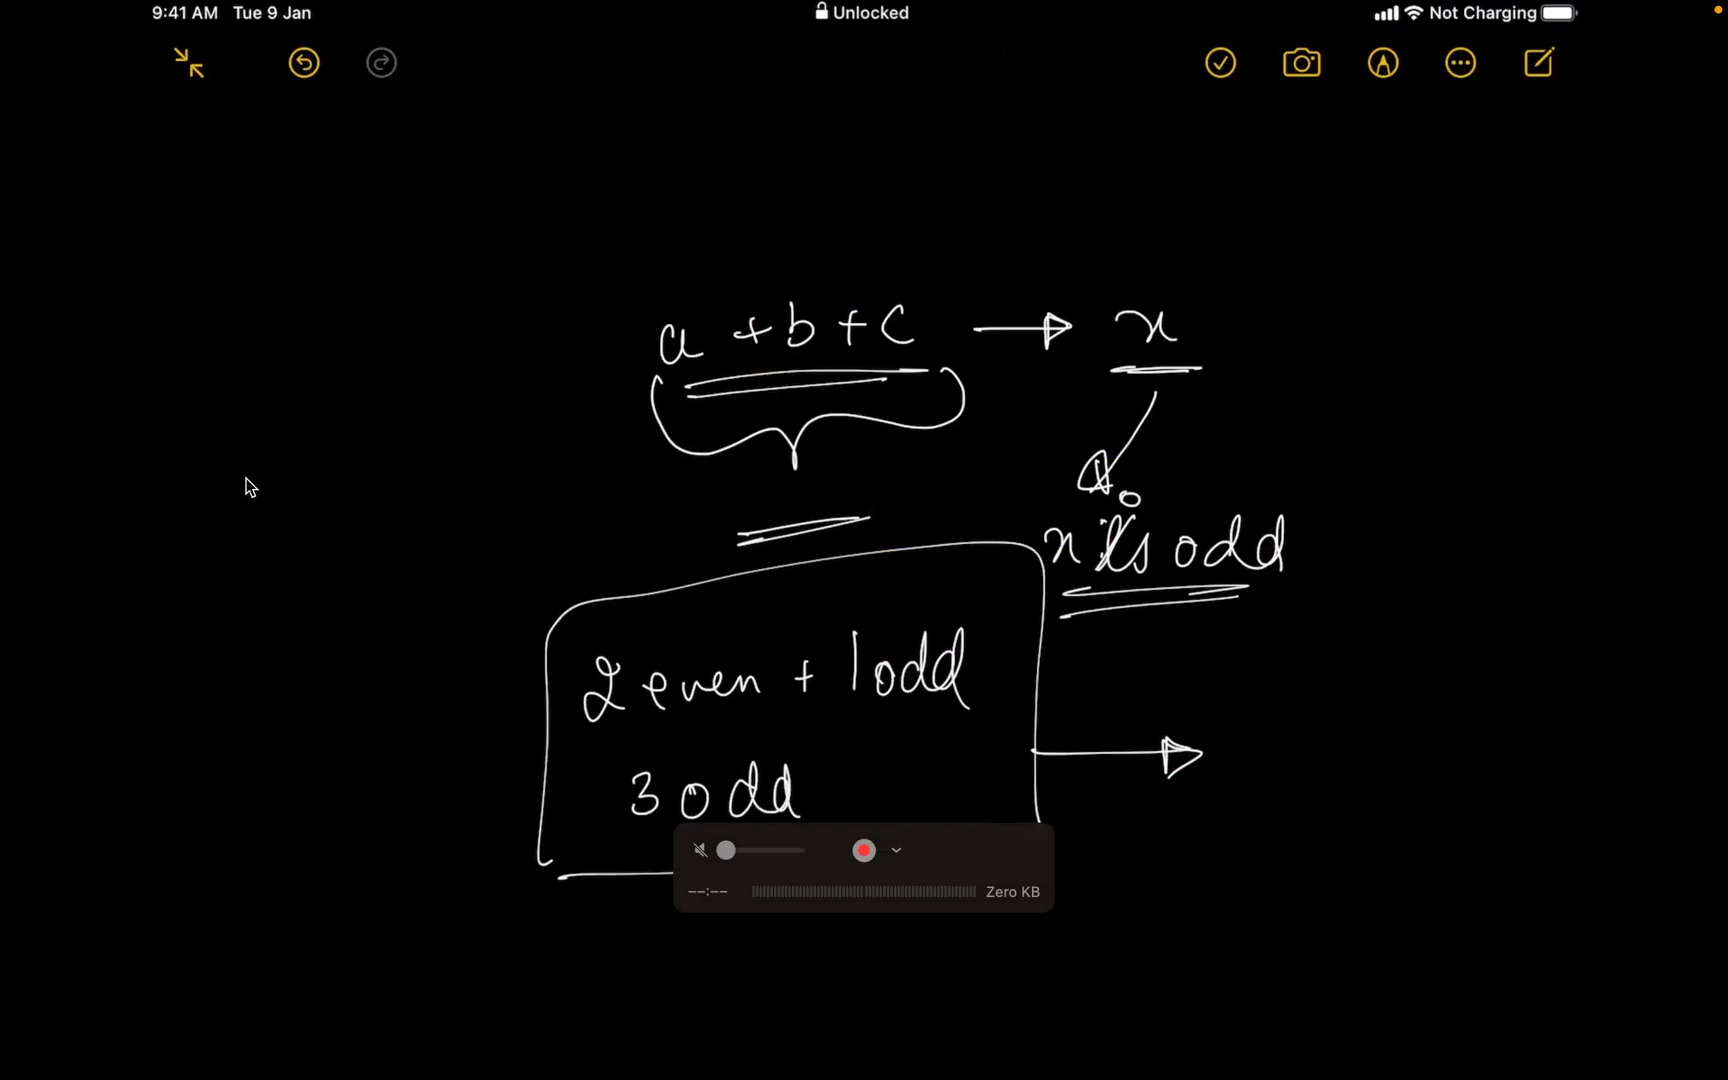 9:41 AM Tue 9 Jan
Unlocked
Not Charging
a + b + c → x
x is odd
2 even + 1 odd
3 odd
--:--
Zero KB